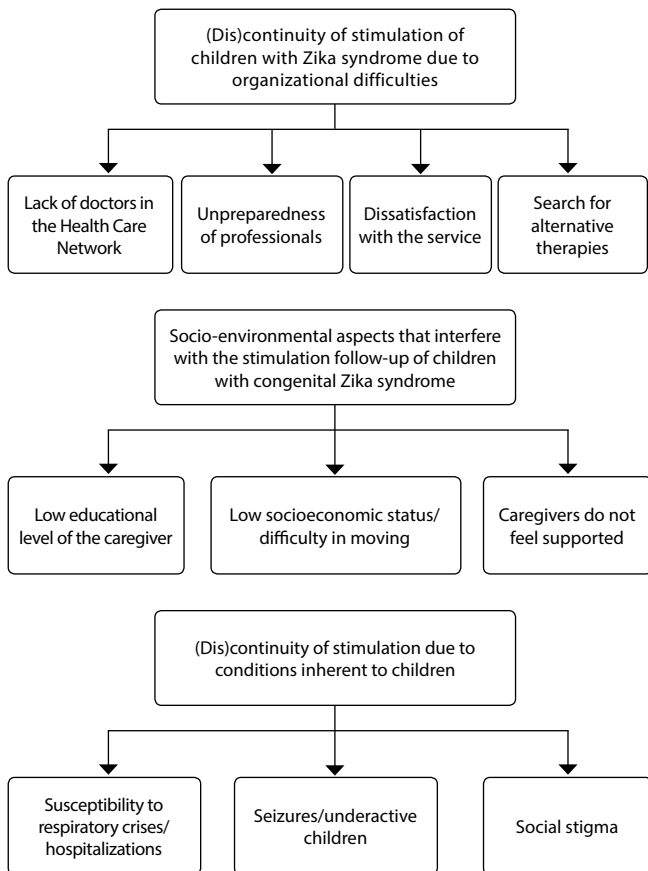 (Dis)continuity of stimulation of
children with Zika syndrome due to
organizational difficulties
Lack of doctors in
the Health Care
Network
Unpreparedness
of professionals
Dissatisfaction
with the service
Search for
alternative
therapies
Socio-environmental aspects that interfere
with the stimulation follow-up of children
with congenital Zika syndrome
Low educational
level of the caregiver
Low socioeconomic status/
difficulty in moving
Caregivers do not
feel supported
(Dis)continuity of stimulation due to
conditions inherent to children
Susceptibility to
respiratory crises/
hospitalizations
Seizures/underactive
children
Social stigma